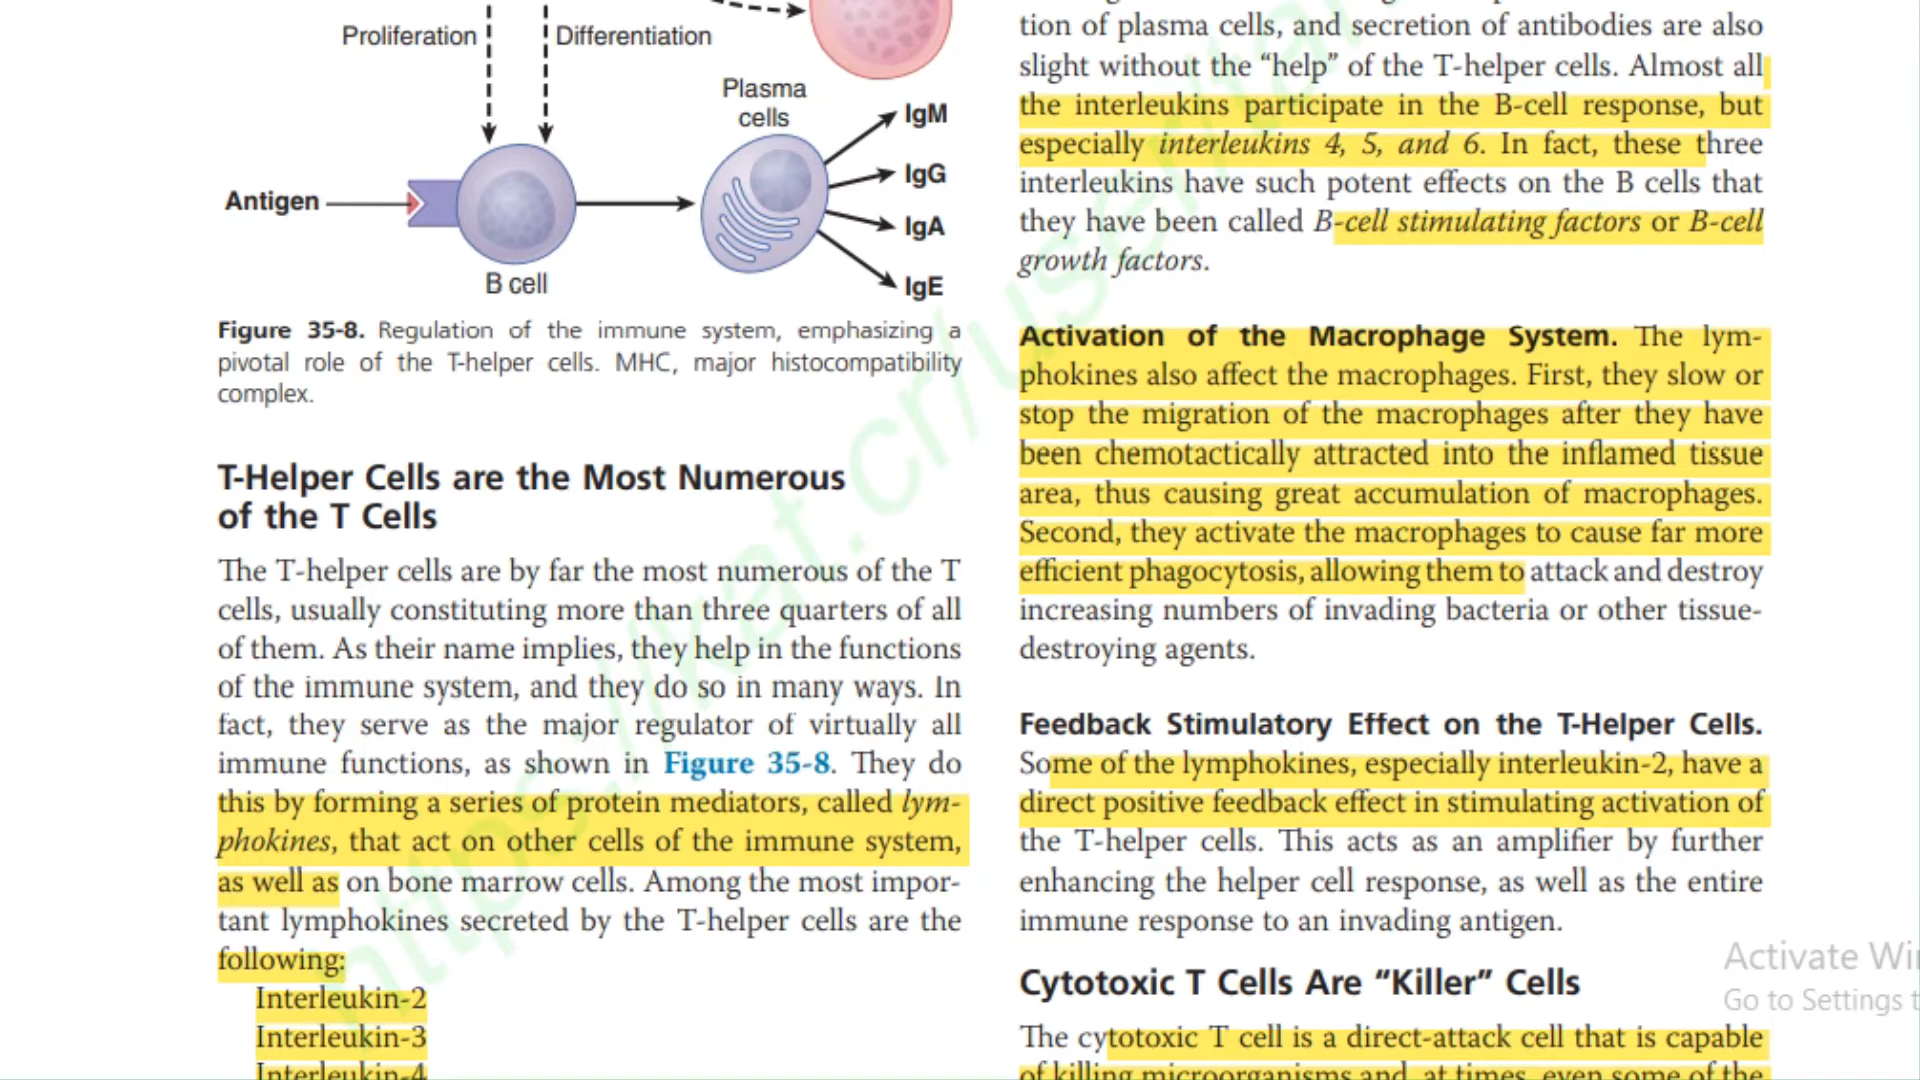 Proliferation
Differentiation
Plasma
cells
IgM
IgG
IgA
IgE
Antigen
B cell
Figure 35-8. Regulation of the immune system, emphasizing a
pivotal role of the T-helper cells. MHC, major histocompatibility
complex.
T-Helper Cells are the Most Numerous
of the T Cells
The T-helper cells are by far the most numerous of the T
cells, usually constituting more than three quarters of all
of them. As their name implies, they help in the functions
of the immune system, and they do so in many ways. In
fact, they serve as the major regulator of virtually all
immune functions, as shown in Figure 35-8. They do
this by forming a series of protein mediators, called lym-
phokines, that act on other cells of the immune system,
as well as on bone marrow cells. Among the most impor-
tant lymphokines secreted by the T-helper cells are the
following:
Interleukin-2
Interleukin-3
Interleukin-4
tion of plasma cells, and secretion of antibodies are also
slight without the “help” of the T-helper cells. Almost all
the interleukins participate in the B-cell response, but
especially interleukins 4, 5, and 6. In fact, these three
interleukins have such potent effects on the B cells that
they have been called B-cell stimulating factors or B-cell
growth factors.
Activation of the Macrophage System. The lym-
phokines also affect the macrophages. First, they slow or
stop the migration of the macrophages after they have
been chemotactically attracted into the inflamed tissue
area, thus causing great accumulation of macrophages.
Second, they activate the macrophages to cause far more
efficient phagocytosis, allowing them to attack and destroy
increasing numbers of invading bacteria or other tissue-
destroying agents.
Feedback Stimulatory Effect on the T-Helper Cells.
Some of the lymphokines, especially interleukin-2, have a
direct positive feedback effect in stimulating activation of
the T-helper cells. This acts as an amplifier by further
enhancing the helper cell response, as well as the entire
immune response to an invading antigen.
Cytotoxic T Cells Are “Killer” Cells
The cytotoxic T cell is a direct-attack cell that is capable
of killing microorganisms and, at times, even some of the
https://kat.cr/user/
Activate Wi
Go to Settings t